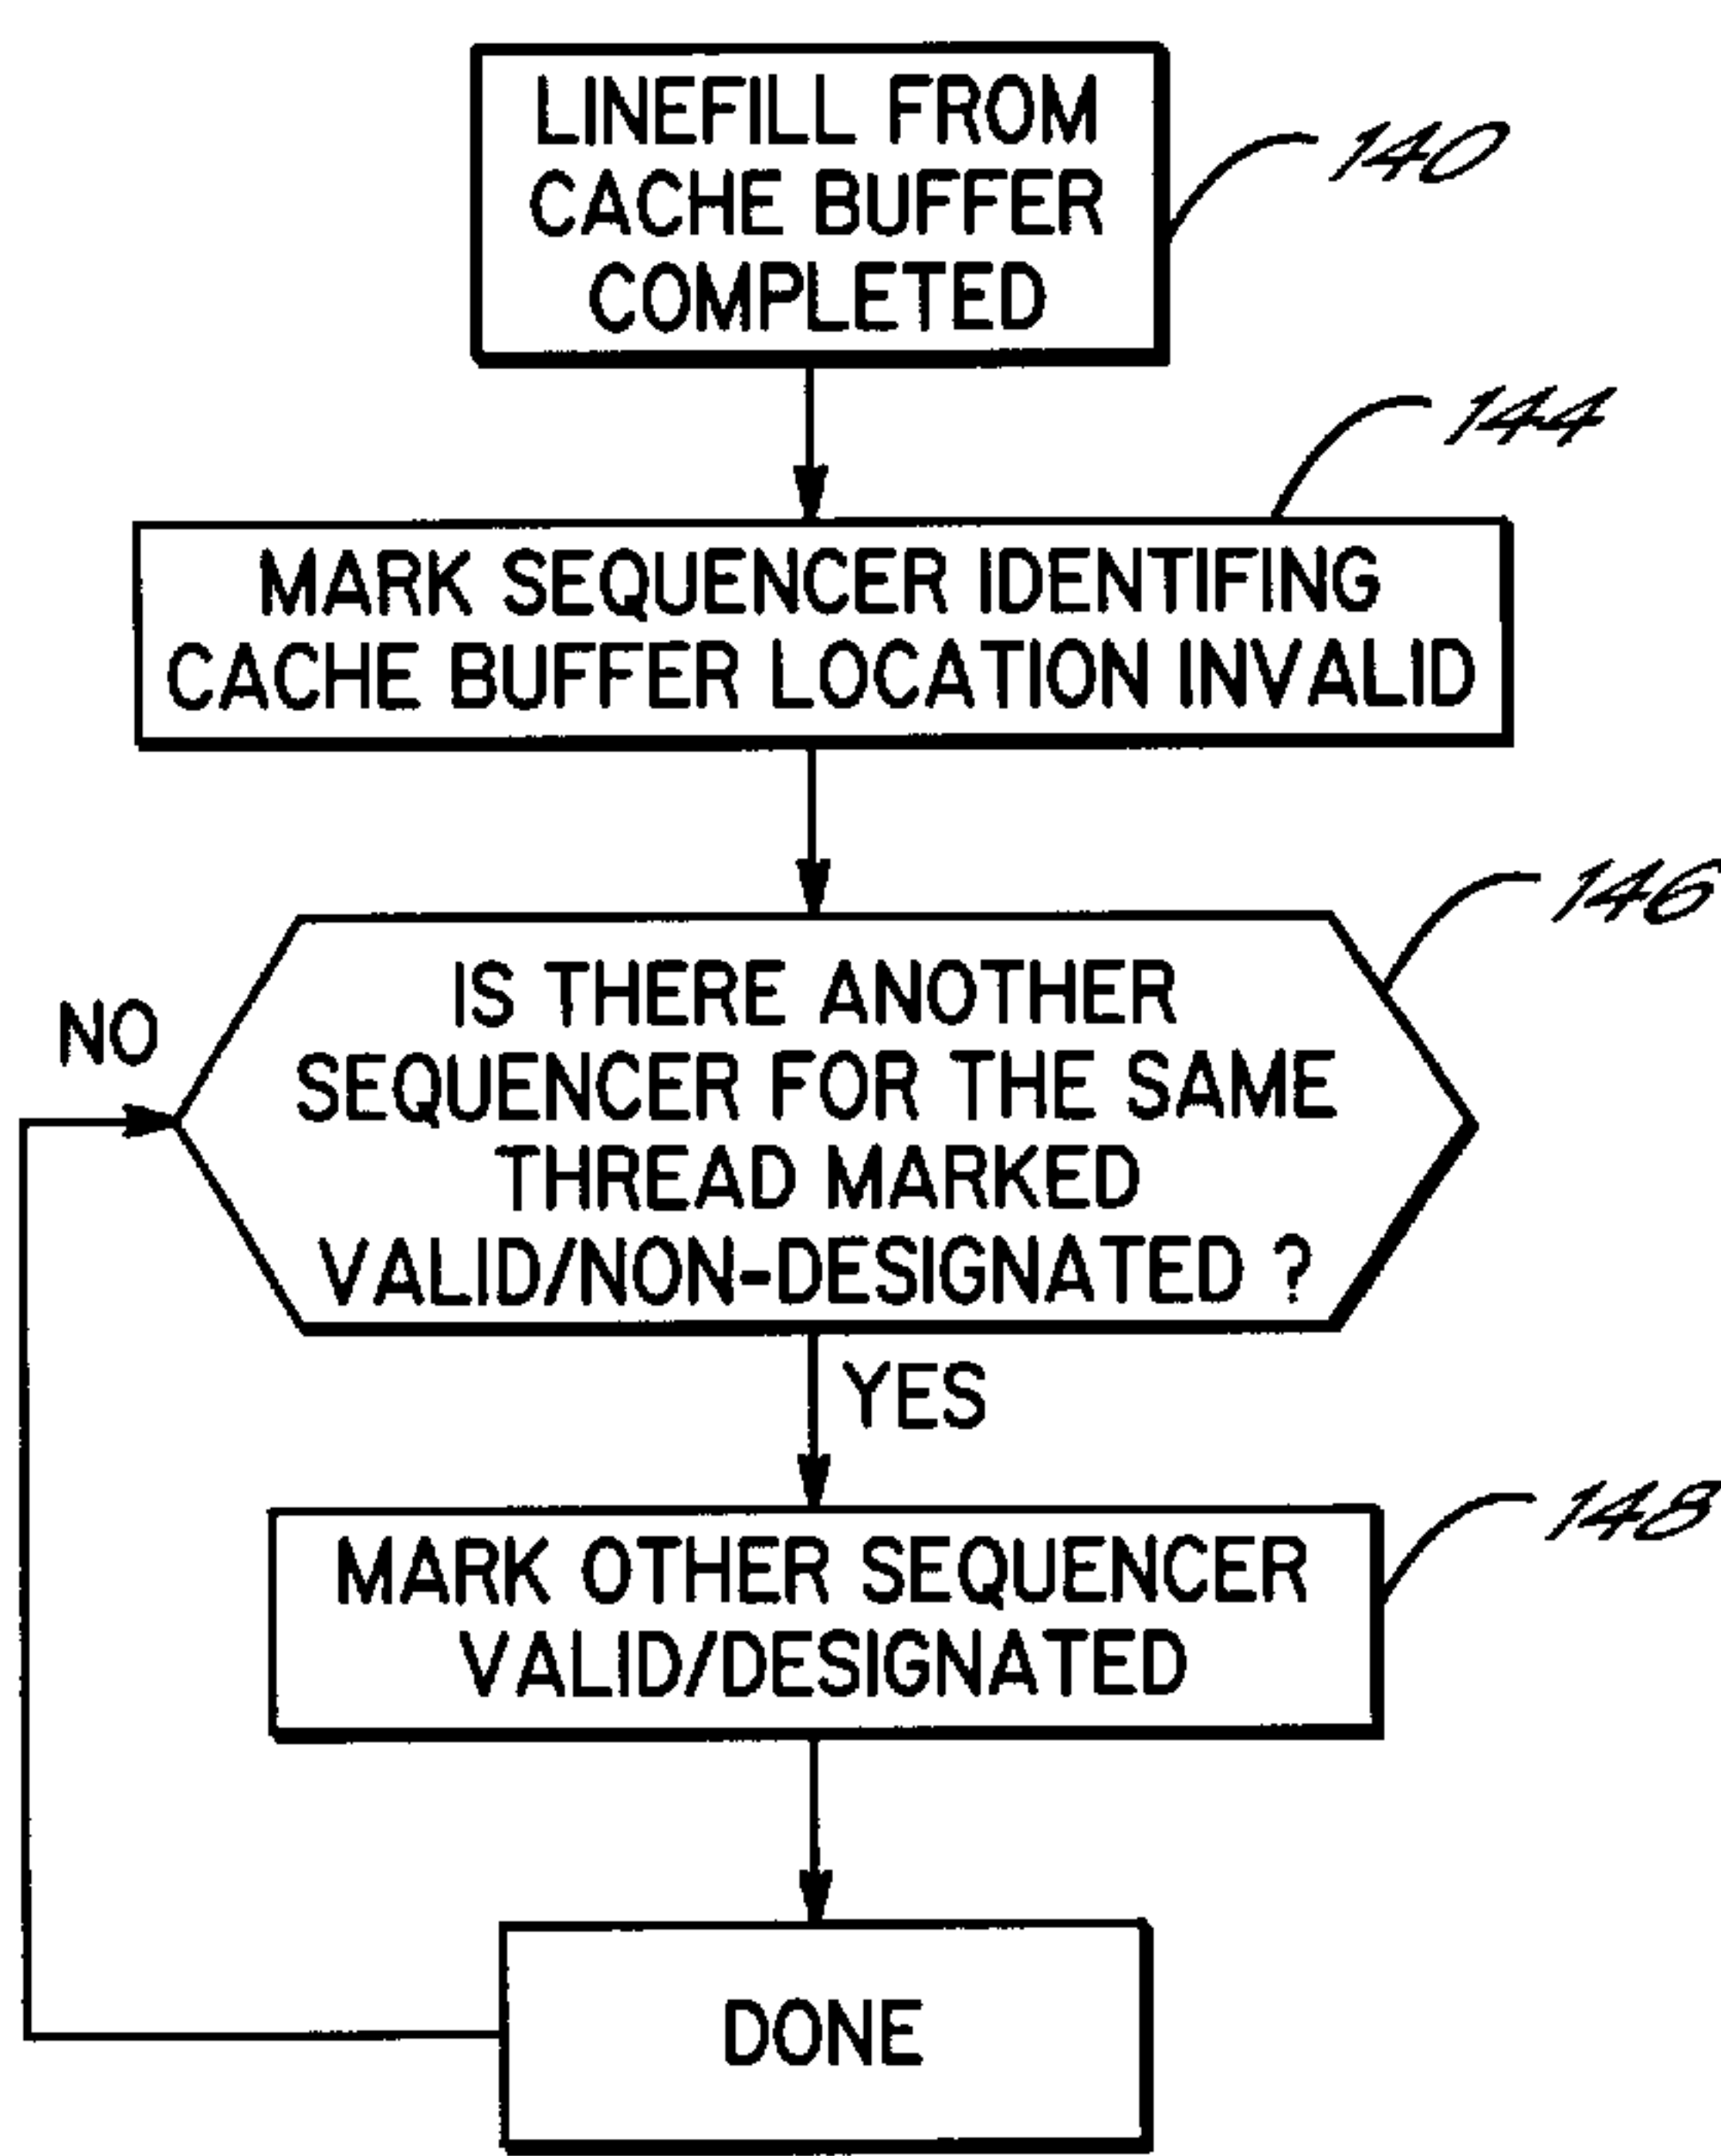 LINEFILL FROM
CACHE BUFFER
COMPLETED
140
144
MARK SEQUENCER IDENTIFING
CACHE BUFFER LOCATION INVALID
146
IS THERE ANOTHER
SEQUENCER FOR THE SAME
THREAD MARKED
VALID/NON-DESIGNATED ?
NO
YES
148
MARK OTHER SEQUENCER
VALID/DESIGNATED
DONE